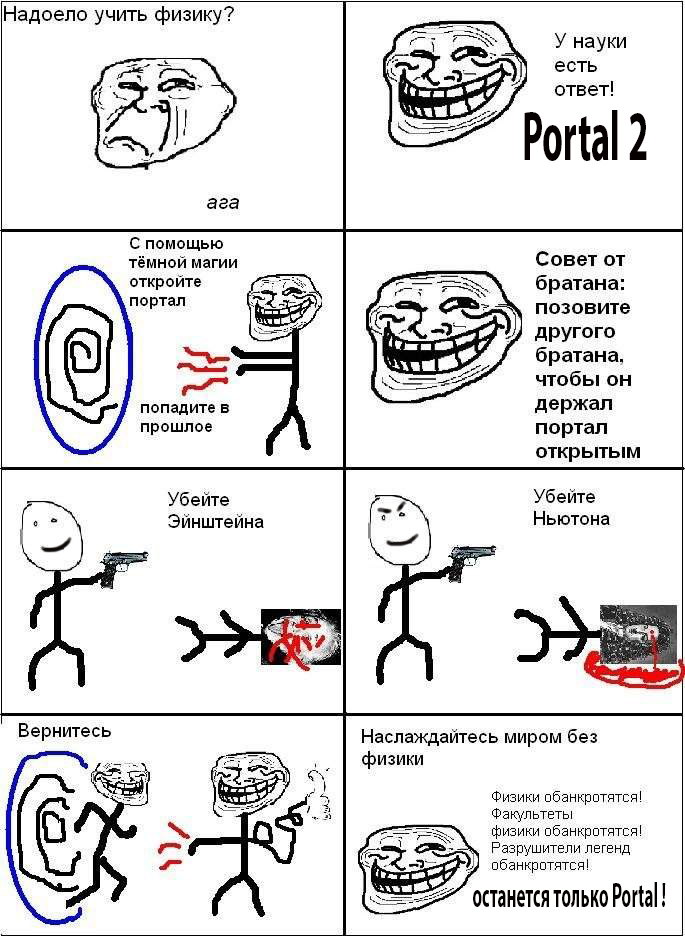 Надоело учить физику?
ага
У науки
есть
ответ!
Portal 2
С помощью
тёмной магии
откройте
портал
попадите в
прошлое
Совет от
братана:
позовите
другого
братана,
чтобы он
держал
портал
открытым
Убейте
Эйнштейна
Убейте
Ньютона
Вернитесь
Наслаждайтесь миром без
физики
Физики обанкротятся!
Факультеты
физики обанкротятся!
Разрушители легенд
обанкротятся!
останется только Portal !